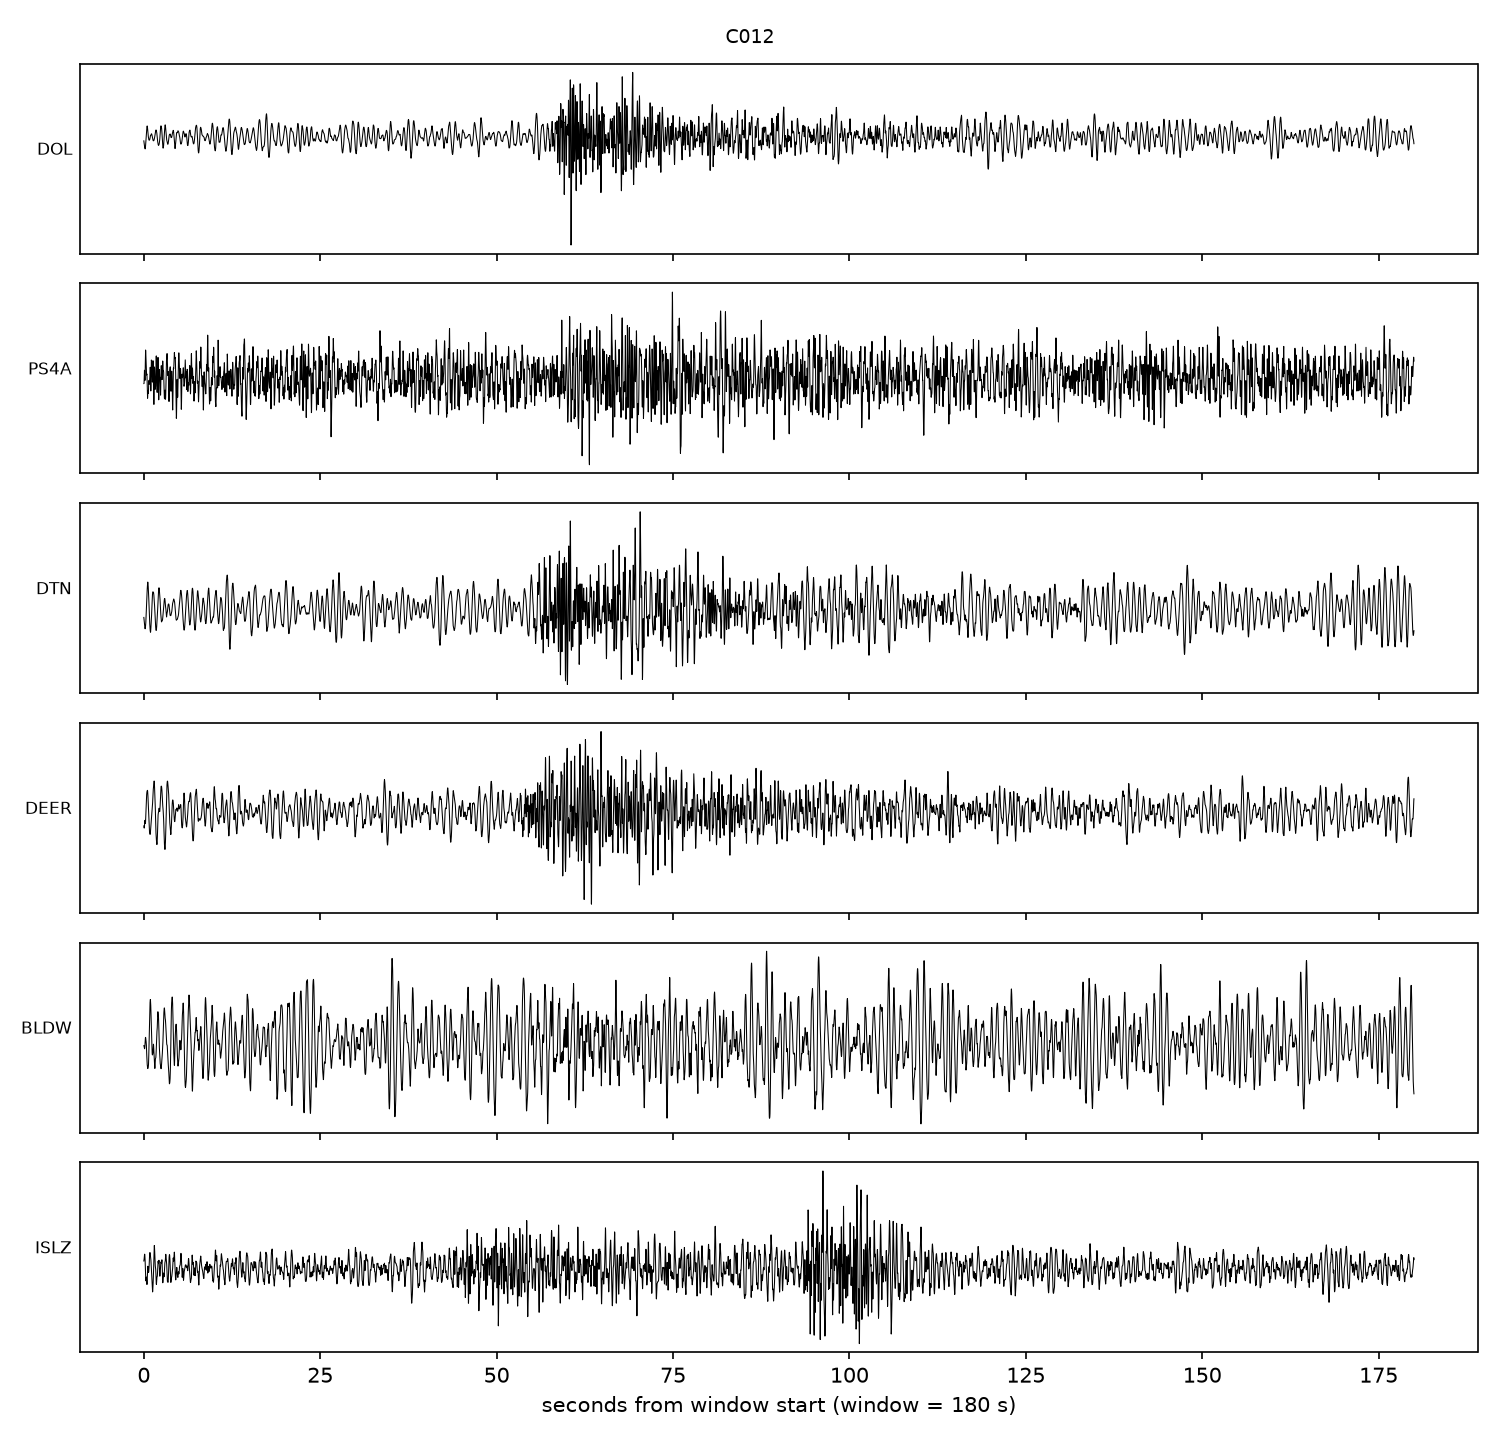 C012
DOL
PS4A
DTN
DEER
BLDW
ISLZ
0 25 50 75 100 125 150 175
seconds from window start (window = 180 s)